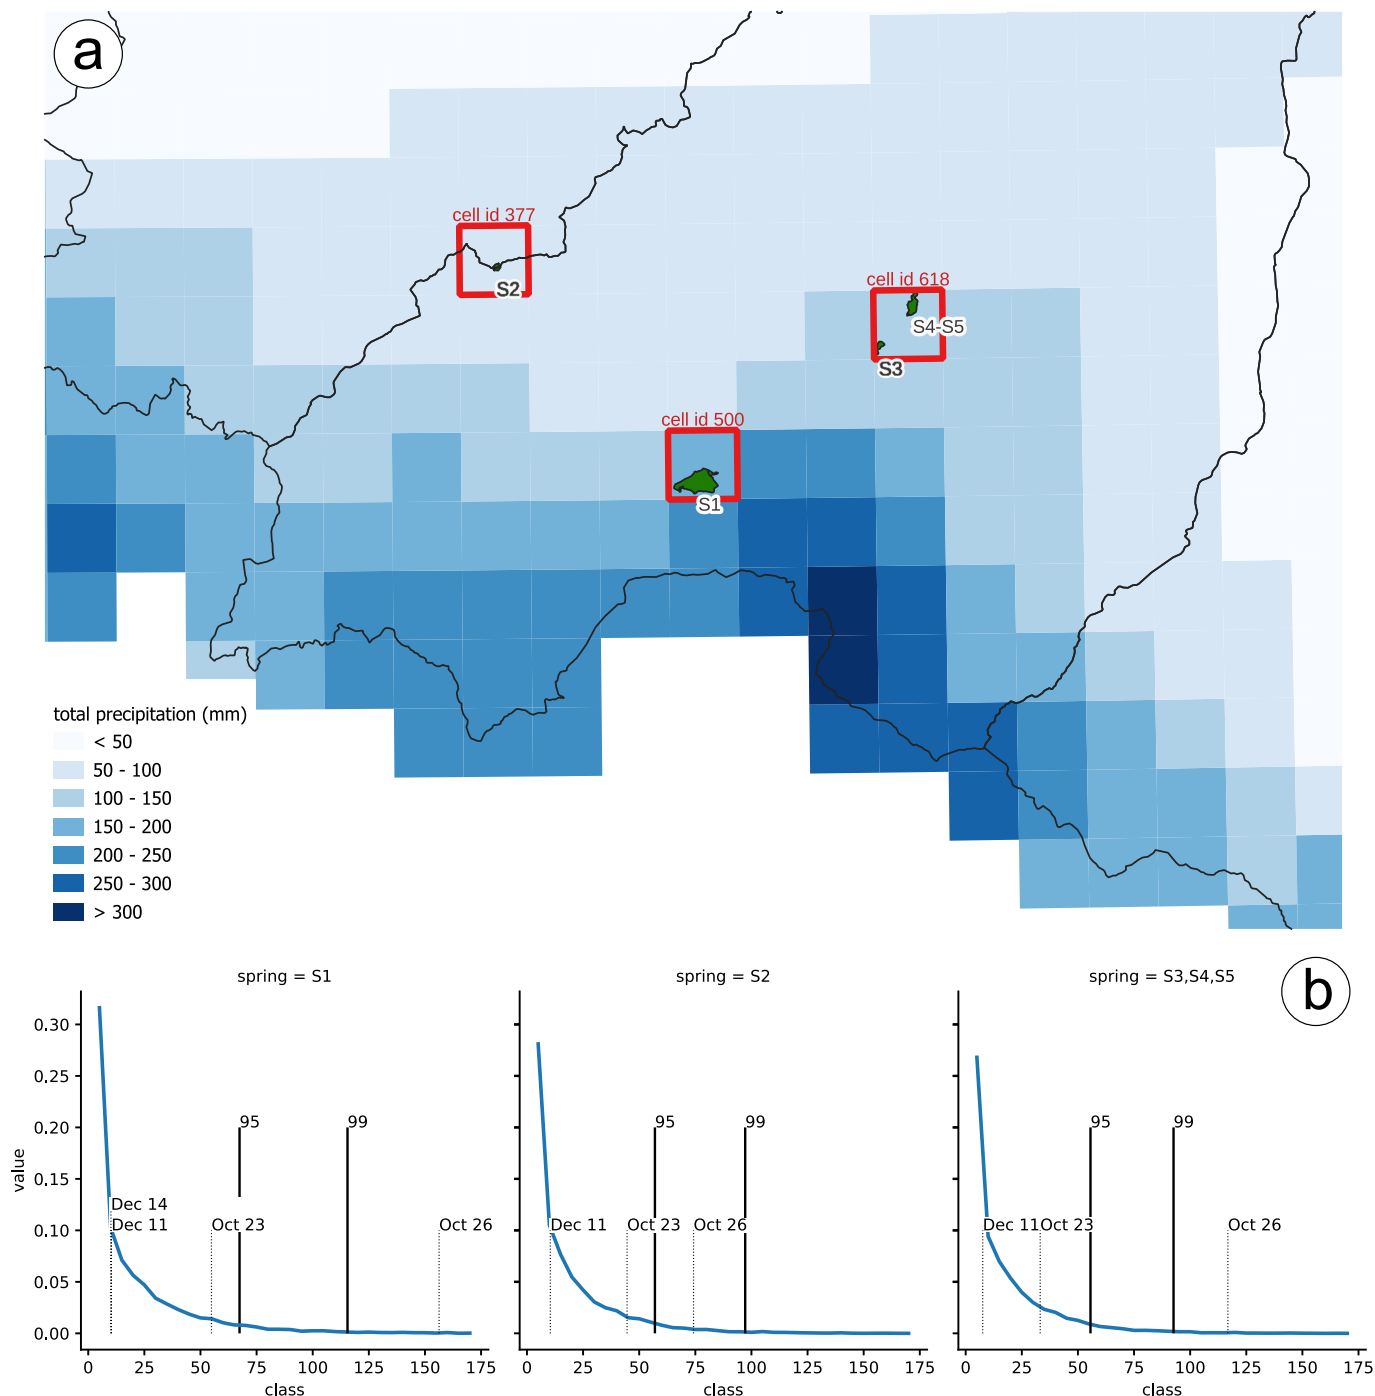 a
cell id 377
S2
cell id 618
S4-S5
S3
cell id 500
S1
total precipitation (mm)
< 50
50 - 100
100 - 150
150 - 200
200 - 250
250 - 300
> 300
b
spring = S1
value
0.30
0.25
0.20
0.15
0.10
0.05
0.00
95
99
Dec 14
Dec 11
Oct 23
Oct 26
0 25 50 75 100 125 150 175
class
spring = S2
95
99
Dec 11
Oct 23
Oct 26
0 25 50 75 100 125 150 175
class
spring = S3,S4,S5
95
99
Dec 11
Oct 23
Oct 26
0 25 50 75 100 125 150 175
class